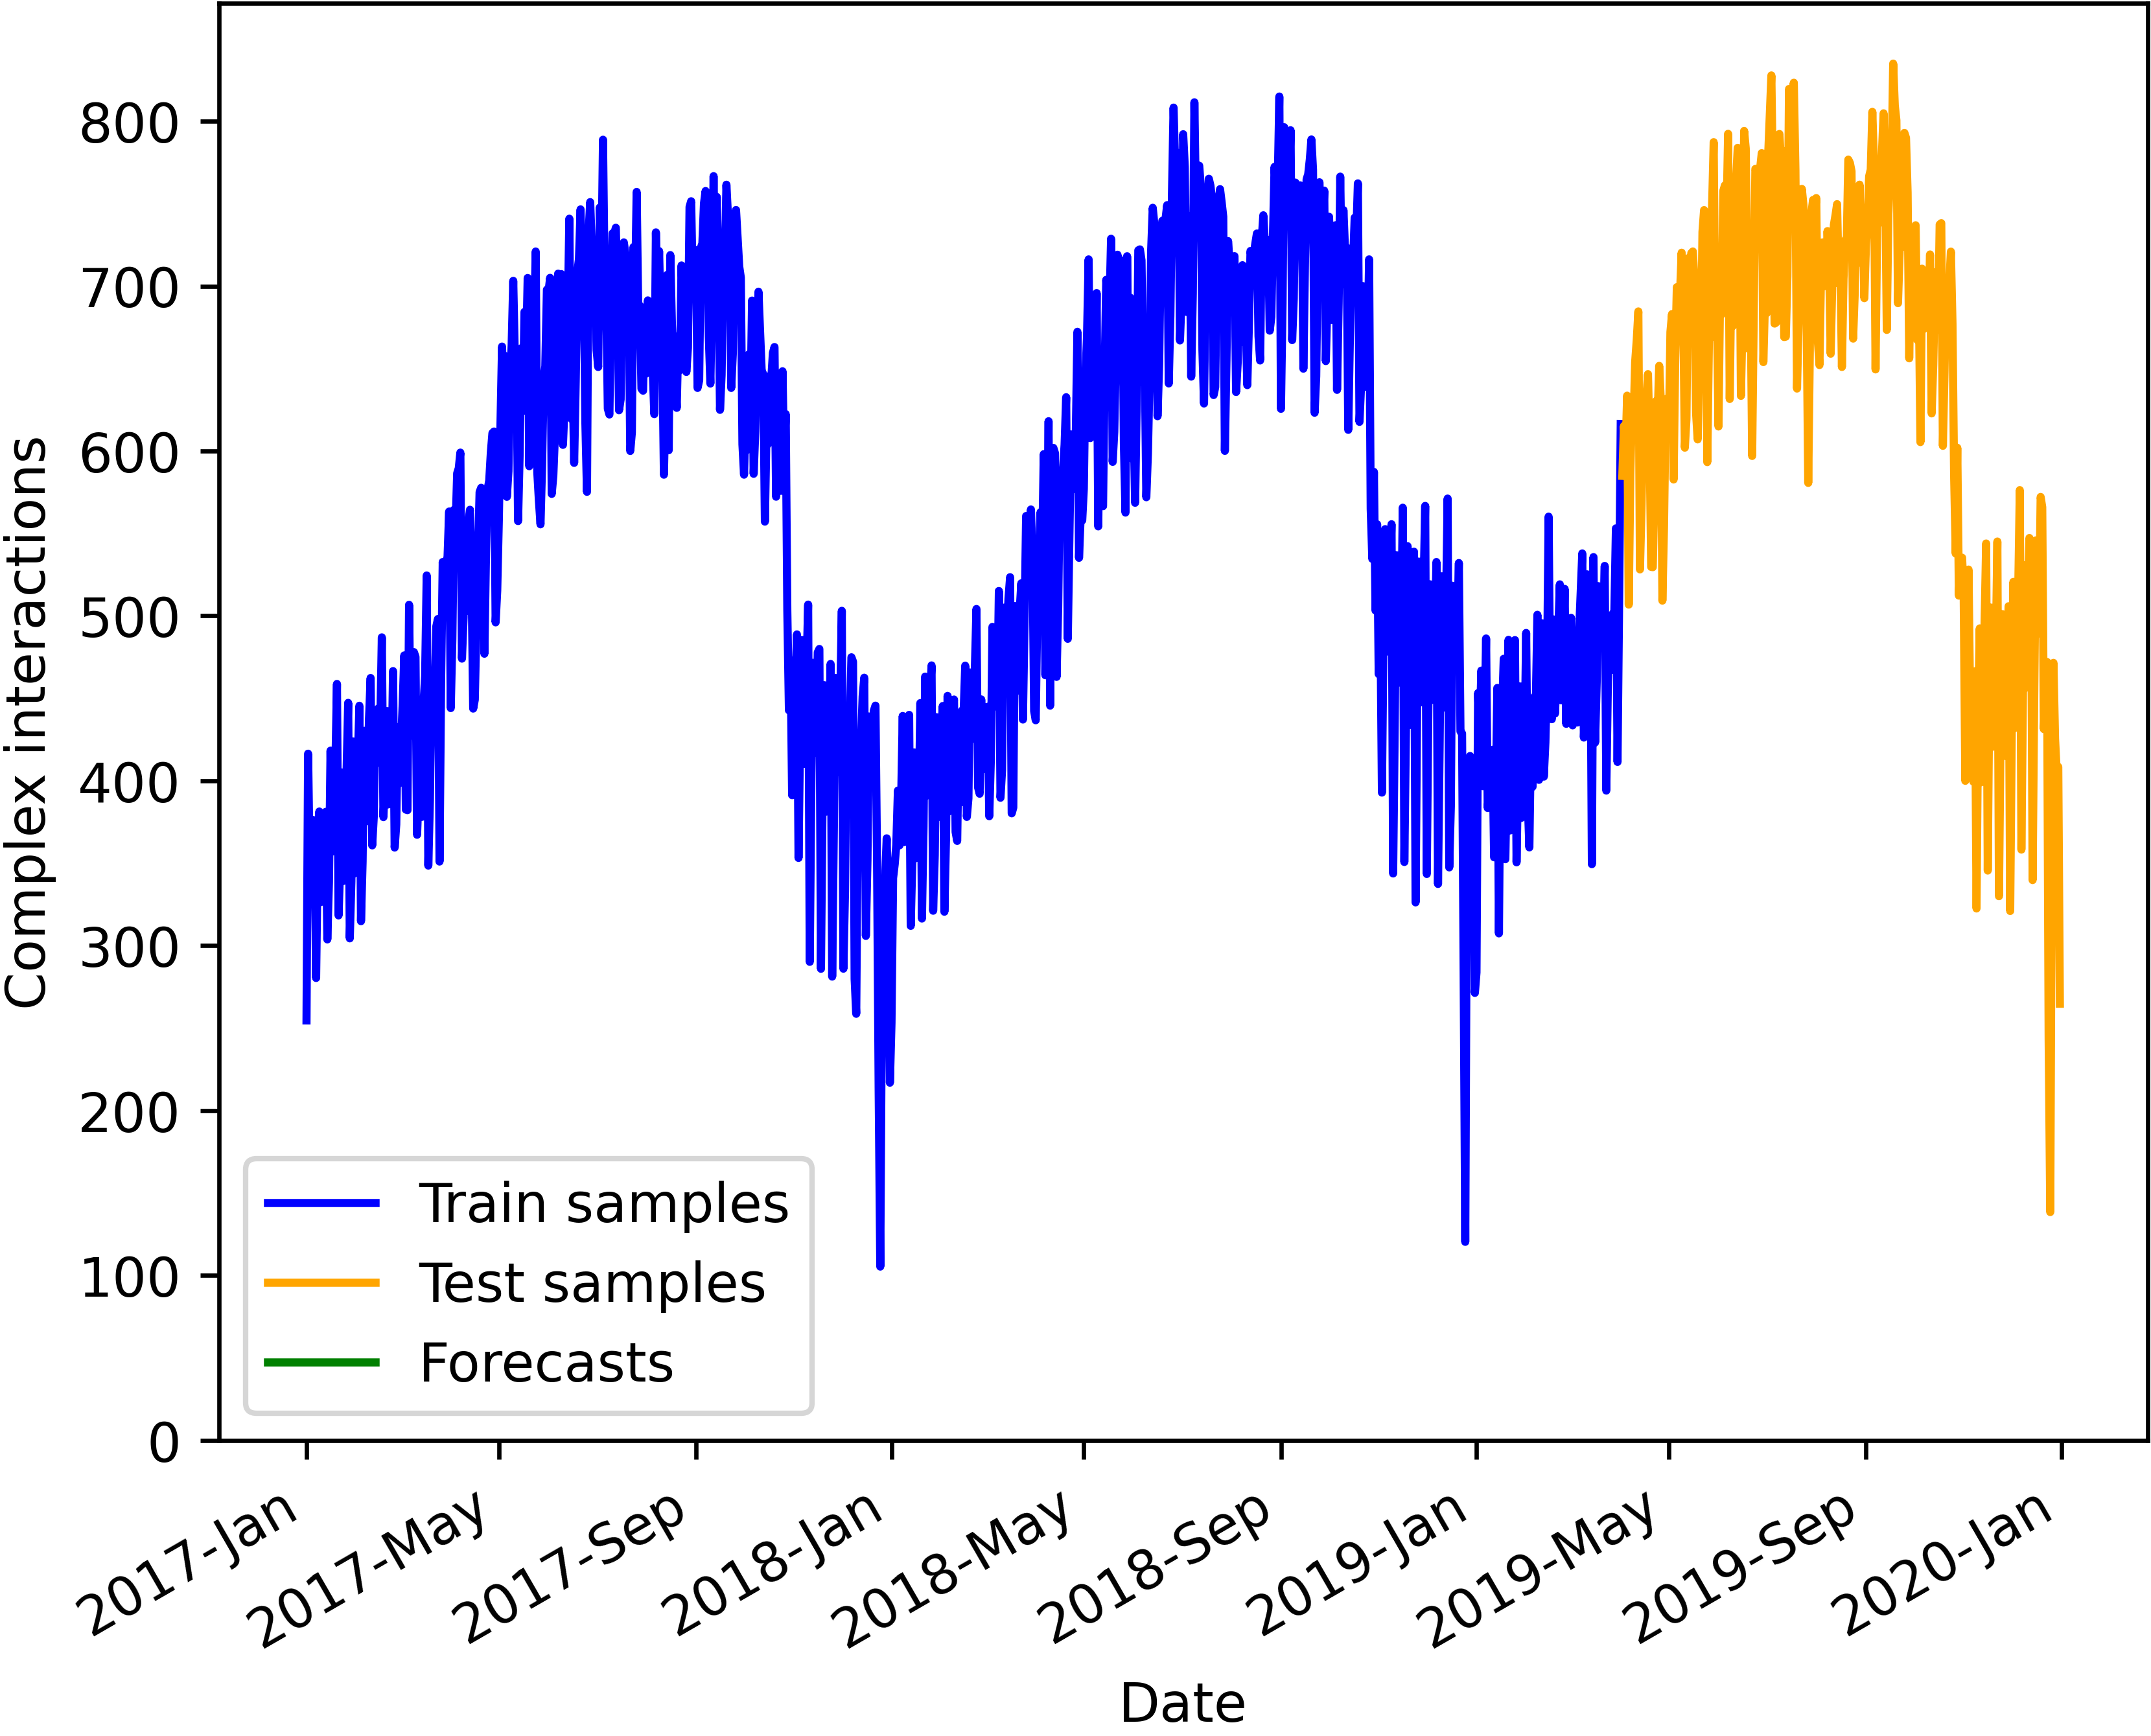 Complex interactions
800
700
600
500
400
300
200
100
0
Train samples
Test samples
Forecasts
2017-Jan
2017-May
2017-Sep
2018-Jan
2018-May
2018-Sep
2019-Jan
2019-May
2019-Sep
2020-Jan
Date